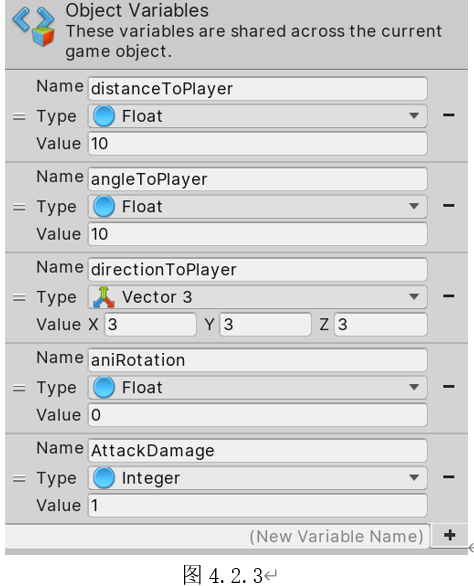 Object Variables
These variables are shared across the current
game object.
Name distanceToPlayer
Type Float
Value 10
Name angleToPlayer
Type Float
Value 10
Name directionToPlayer
Type Vector 3
Value X 3 Y 3 Z 3
Name aniRotation
Type Float
Value 0
Name AttackDamage
Type Integer
Value 1
(New Variable Name)
图 4.2.3